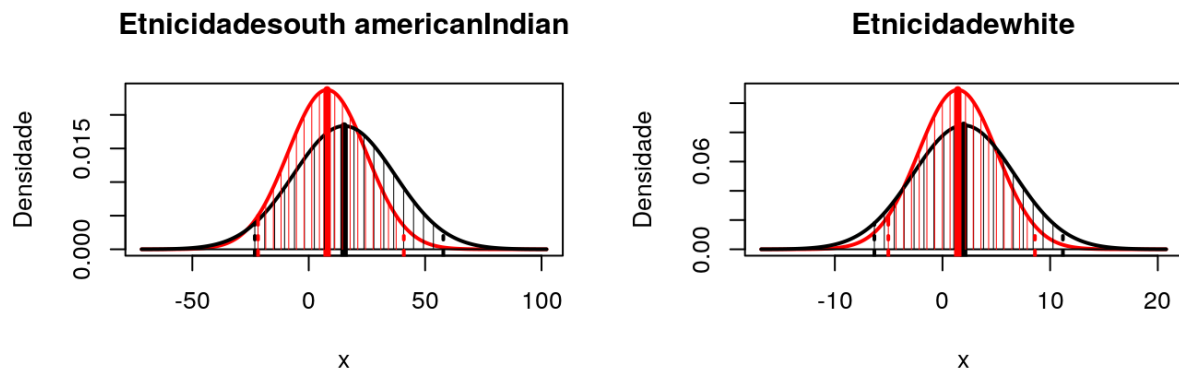 Etnicidadesouth americanIndian
Densidade
0.000
0.015
-50
0
50
100
x
Etnicidadewhite
Densidade
0.00
0.06
-10
0
10
20
x